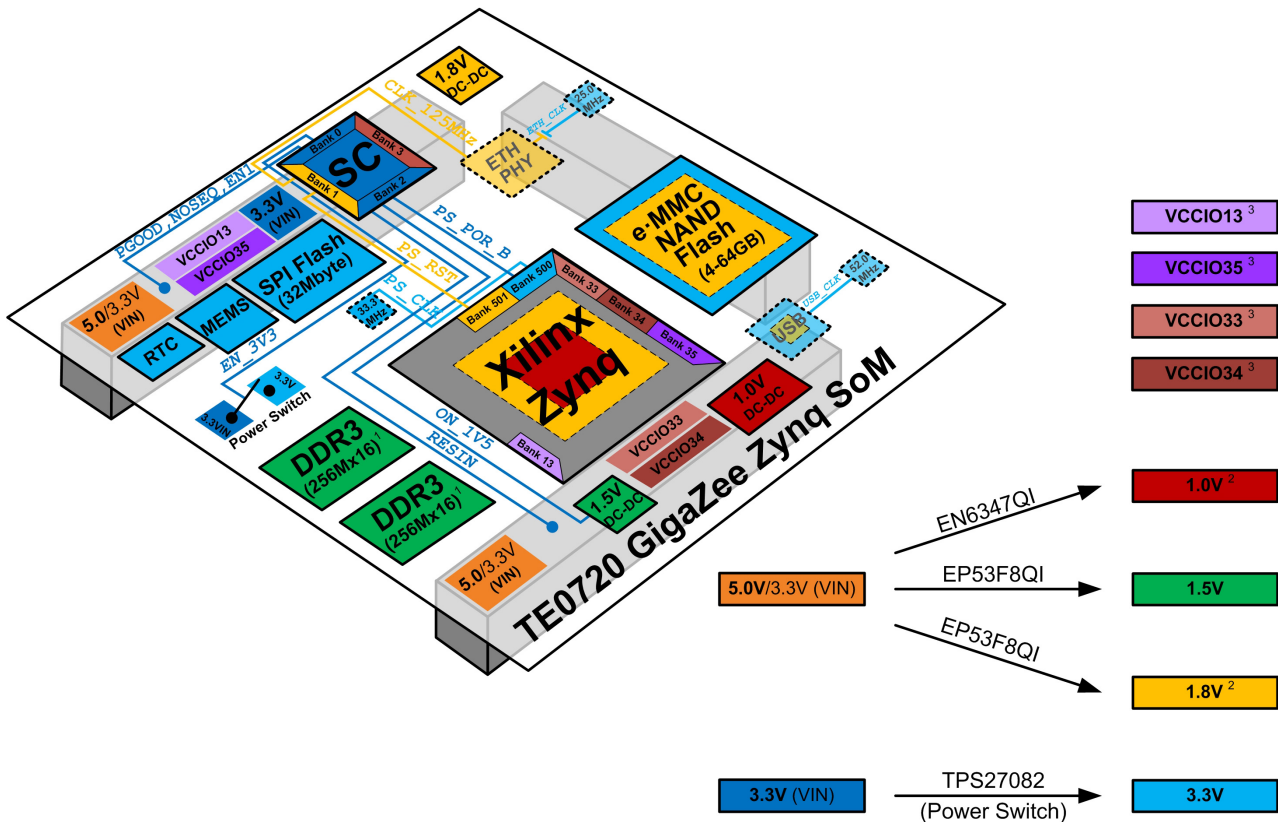 1.8V
DC-DC
CLK_125MHz
25.0
MHz
ETH_CLK
ETH
PHY
Bank 0
Bank 3
SC
Bank 1
Bank 2
PGOOD,NOSEQ,EN1
3.3V
(VIN)
VCCIO13
VCCIO35
5.0/3.3V
(VIN)
SPI Flash
(32Mbyte)
MEMS
RTC
PS_POR_B
PS_RST
PS_CLK
33.3
MHz
EN_3V3
3.3V
3.3VIN
Power Switch
e·MMC
NAND
Flash
(4-64GB)
52.0
MHz
USB_CLK
USB
Bank 501
Bank 500
Bank 33
Bank 34
Bank 35
Xilinx
Zynq
Bank 13
1.0V
DC-DC
VCCIO33
VCCIO34
ON_1V5
RESIN
DDR3
(256Mx16)¹
DDR3
(256Mx16)¹
1.5V
DC-DC
5.0/3.3V
(VIN)
TE0720 GigaZee Zynq SoM
VCCIO13 ³
VCCIO35 ³
VCCIO33 ³
VCCIO34 ³
EN6347QI
1.0V ²
5.0V/3.3V (VIN)
EP53F8QI
1.5V
EP53F8QI
1.8V ²
3.3V (VIN)
TPS27082
(Power Switch)
3.3V